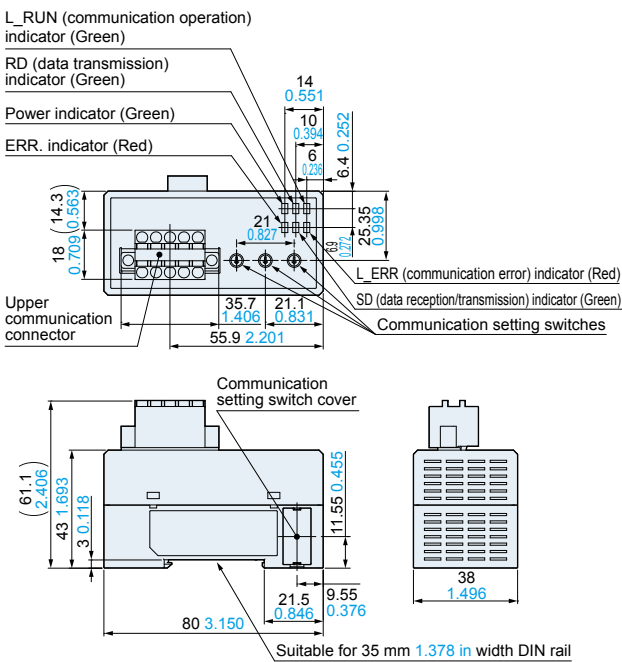 L_RUN (communication operation)
indicator (Green)
RD (data transmission)
indicator (Green)
Power indicator (Green)
ERR. indicator (Red)
14
0.551
10
0.394
6
0.236
6.4 0.252
(14.3)
0.563
18
0.709
21
0.827
6.9
0.272
25.35
0.998
L_ERR (communication error) indicator (Red)
SD (data reception/transmission) indicator (Green)
Communication setting switches
Upper
communication
connector
35.7
1.406
21.1
0.831
55.9 2.201
Communication
setting switch cover
(61.1)
2.406
43 1.693
3 0.118
11.55 0.455
21.5
0.846
9.55
0.376
80 3.150
38
1.496
Suitable for 35 mm 1.378 in width DIN rail